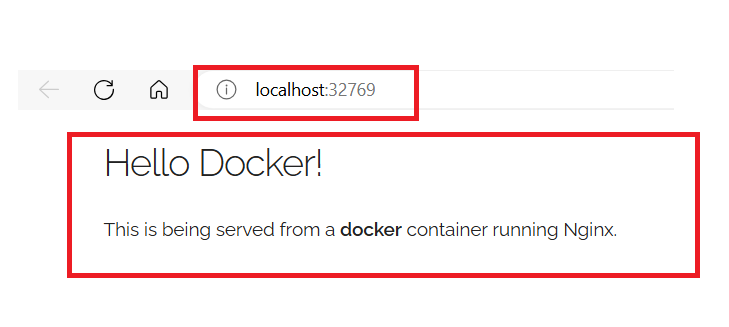 localhost:32769
Hello Docker!
This is being served from a docker container running Nginx.